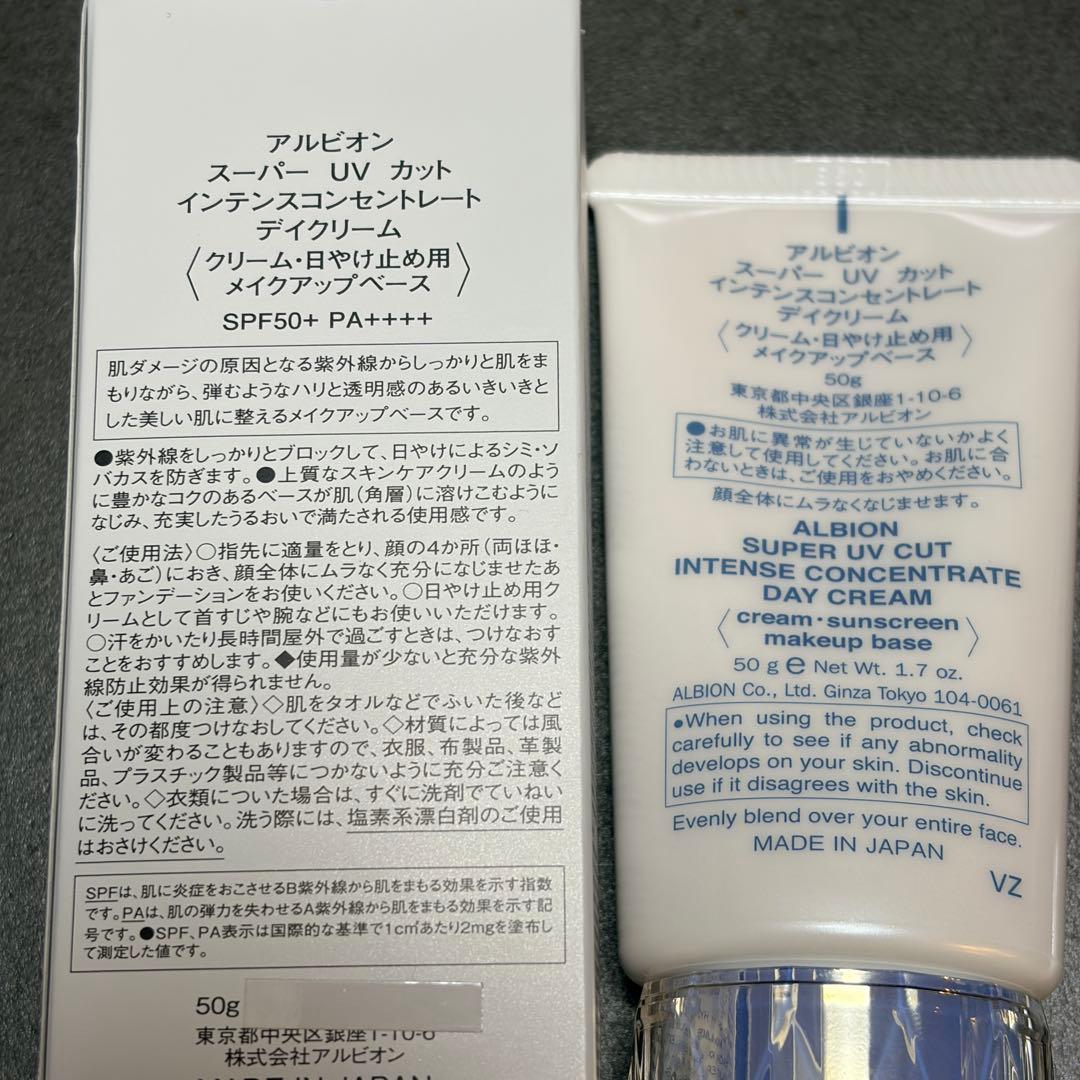 アルビオン
スーパー UV カット
インテンスコンセントレート
デイクリーム
〈クリーム・日やけ止め用
メイクアップベース〉
SPF50+ PA++++
肌ダメージの原因となる紫外線からしっかりと肌をま
もりながら、弾むようなハリと透明感のあるいきいきと
した美しい肌に整えるメイクアップベースです。
●紫外線をしっかりとブロックして、日やけによるシミ・ソ
バカスを防ぎます。●上質なスキンケアクリームのよう
に豊かなコクのあるベースが肌(角層)に溶けこむように
なじみ、充実したうるおいで満たされる使用感です。
〈ご使用法〉○指先に適量をとり、顔の4か所(両ほほ・
鼻・あご)におき、顔全体にムラなく充分になじませたあ
とファンデーションをお使いください。○日やけ止め用ク
リームとして首すじや腕などにもお使いいただけます。
○汗をかいたり長時間屋外で過ごすときは、つけなおす
ことをおすすめします。◆使用量が少ないと充分な紫外
線防止効果が得られません。
〈ご使用上の注意〉◇肌をタオルなどでふいた後など
は、その都度つけなおしてください。◇材質によっては風
合いが変わることもありますので、衣服、布製品、革製
品、プラスチック製品等につかないように充分ご注意く
ださい。◇衣類についた場合は、すぐに洗剤でていねい
に洗ってください。洗う際には、塩素系漂白剤のご使用
はおさけください。
SPFは、肌に炎症をおこさせるB紫外線から肌をまもる効果を示す指数
です。PAは、肌の弾力を失わせるA紫外線から肌をまもる効果を示す記
号です。●SPF、PA表示は国際的な基準で1c㎡あたり2mgを塗布し
て測定した値です。
50g
東京都中央区銀座1-10-6
株式会社アルビオン
MADE IN JAPAN
アルビオン
スーパー UV カット
インテンスコンセントレート
デイクリーム
〈クリーム・日やけ止め用
メイクアップベース〉
50g
東京都中央区銀座1-10-6
株式会社アルビオン
●お肌に異常が生じていないかよく
注意して使用してください。お肌に合
わないときは、ご使用をおやめください。
顔全体にムラなくなじませます。
ALBION
SUPER UV CUT
INTENSE CONCENTRATE
DAY CREAM
〈cream・sunscreen
makeup base〉
50 g e Net Wt. 1.7 oz.
ALBION Co., Ltd. Ginza Tokyo 104-0061
●When using the product, check
carefully to see if any abnormality
develops on your skin. Discontinue
use if it disagrees with the skin.
Evenly blend over your entire face.
MADE IN JAPAN
VZ